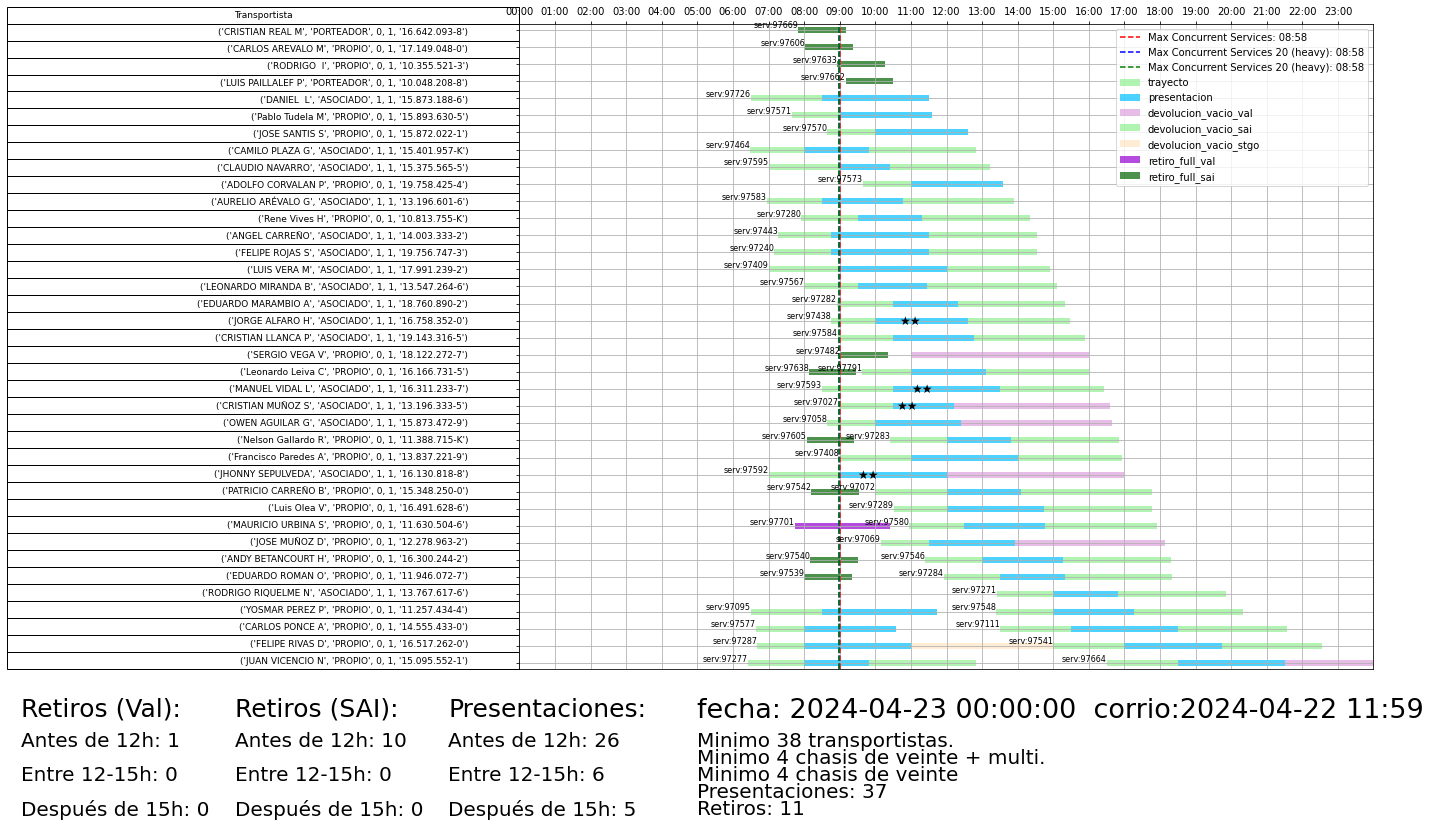 Transportista
00:00 01:00 02:00 03:00 04:00 05:00 06:00 07:00 08:00 09:00 10:00 11:00 12:00 13:00 14:00 15:00 16:00 17:00 18:00 19:00 20:00 21:00 22:00 23:00
Max Concurrent Services: 08:58
Max Concurrent Services 20 (heavy): 08:58
Max Concurrent Services 20 (heavy): 08:58
trayecto
presentacion
devolucion_vacio_val
devolucion_vacio_sai
devolucion_vacio_stgo
retiro_full_val
retiro_full_sai
('CRISTIAN REAL M', 'PORTEADOR', 0, 1, '16.642.093-8') serv:97669
('CARLOS AREVALO M', 'PROPIO', 0, 1, '17.149.048-0') serv:97606
('RODRIGO  I', 'PROPIO', 0, 1, '10.355.521-3') serv:97633
('LUIS PAILLALEF P', 'PORTEADOR', 0, 1, '10.048.208-8') serv:97662
('DANIEL  L', 'ASOCIADO', 1, 1, '15.873.188-6') serv:97726
('Pablo Tudela M', 'PROPIO', 0, 1, '15.893.630-5') serv:97571
('JOSE SANTIS S', 'PROPIO', 0, 1, '15.872.022-1') serv:97570
('CAMILO PLAZA G', 'ASOCIADO', 1, 1, '15.401.957-K') serv:97464
('CLAUDIO NAVARRO', 'ASOCIADO', 1, 1, '15.375.565-5') serv:97595
('ADOLFO CORVALAN P', 'PROPIO', 0, 1, '19.758.425-4') serv:97573
('AURELIO ARÉVALO G', 'ASOCIADO', 1, 1, '13.196.601-6') serv:97583
('Rene Vives H', 'PROPIO', 0, 1, '10.813.755-K') serv:97280
('ANGEL CARREÑO', 'ASOCIADO', 1, 1, '14.003.333-2') serv:97443
('FELIPE ROJAS S', 'ASOCIADO', 1, 1, '19.756.747-3') serv:97240
('LUIS VERA M', 'ASOCIADO', 1, 1, '17.991.239-2') serv:97409
('LEONARDO MIRANDA B', 'ASOCIADO', 1, 1, '13.547.264-6') serv:97567
('EDUARDO MARAMBIO A', 'ASOCIADO', 1, 1, '18.760.890-2') serv:97282
('JORGE ALFARO H', 'ASOCIADO', 1, 1, '16.758.352-0') serv:97438
('CRISTIAN LLANCA P', 'ASOCIADO', 1, 1, '19.143.316-5') serv:97584
('SERGIO VEGA V', 'PROPIO', 0, 1, '18.122.272-7') serv:97482
('Leonardo Leiva C', 'PROPIO', 0, 1, '16.166.731-5') serv:97638 serv:97791
('MANUEL VIDAL L', 'ASOCIADO', 1, 1, '16.311.233-7') serv:97593
('CRISTIAN MUÑOZ S', 'ASOCIADO', 1, 1, '13.196.333-5') serv:97027
('OWEN AGUILAR G', 'ASOCIADO', 1, 1, '15.873.472-9') serv:97058
('Nelson Gallardo R', 'PROPIO', 0, 1, '11.388.715-K') serv:97605 serv:97283
('Francisco Paredes A', 'PROPIO', 0, 1, '13.837.221-9') serv:97408
('JHONNY SEPULVEDA', 'ASOCIADO', 1, 1, '16.130.818-8') serv:97592
('PATRICIO CARREÑO B', 'PROPIO', 0, 1, '15.348.250-0') serv:97542 serv:97072
('Luis Olea V', 'PROPIO', 0, 1, '16.491.628-6') serv:97289
('MAURICIO URBINA S', 'PROPIO', 0, 1, '11.630.504-6') serv:97701 serv:97580
('JOSE MUÑOZ D', 'PROPIO', 0, 1, '12.278.963-2') serv:97069
('ANDY BETANCOURT H', 'PROPIO', 0, 1, '16.300.244-2') serv:97540 serv:97546
('EDUARDO ROMAN O', 'PROPIO', 0, 1, '11.946.072-7') serv:97539 serv:97284
('RODRIGO RIQUELME N', 'ASOCIADO', 1, 1, '13.767.617-6') serv:97271
('YOSMAR PEREZ P', 'PROPIO', 0, 1, '11.257.434-4') serv:97095 serv:97548
('CARLOS PONCE A', 'PROPIO', 0, 1, '14.555.433-0') serv:97577 serv:97111
('FELIPE RIVAS D', 'PROPIO', 0, 1, '16.517.262-0') serv:97287 serv:97541
('JUAN VICENCIO N', 'PROPIO', 0, 1, '15.095.552-1') serv:97277 serv:97664
Retiros (Val):
Antes de 12h: 1
Entre 12-15h: 0
Después de 15h: 0
Retiros (SAI):
Antes de 12h: 10
Entre 12-15h: 0
Después de 15h: 0
Presentaciones:
Antes de 12h: 26
Entre 12-15h: 6
Después de 15h: 5
fecha: 2024-04-23 00:00:00  corrio:2024-04-22 11:59
Minimo 38 transportistas.
Minimo 4 chasis de veinte + multi.
Minimo 4 chasis de veinte
Presentaciones: 37
Retiros: 11